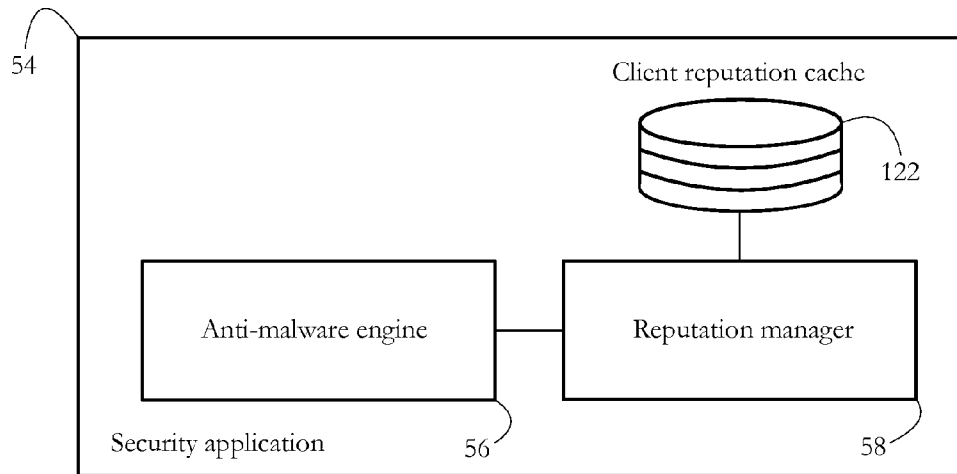 54
Client reputation cache
122
Anti-malware engine
Reputation manager
Security application
56
58